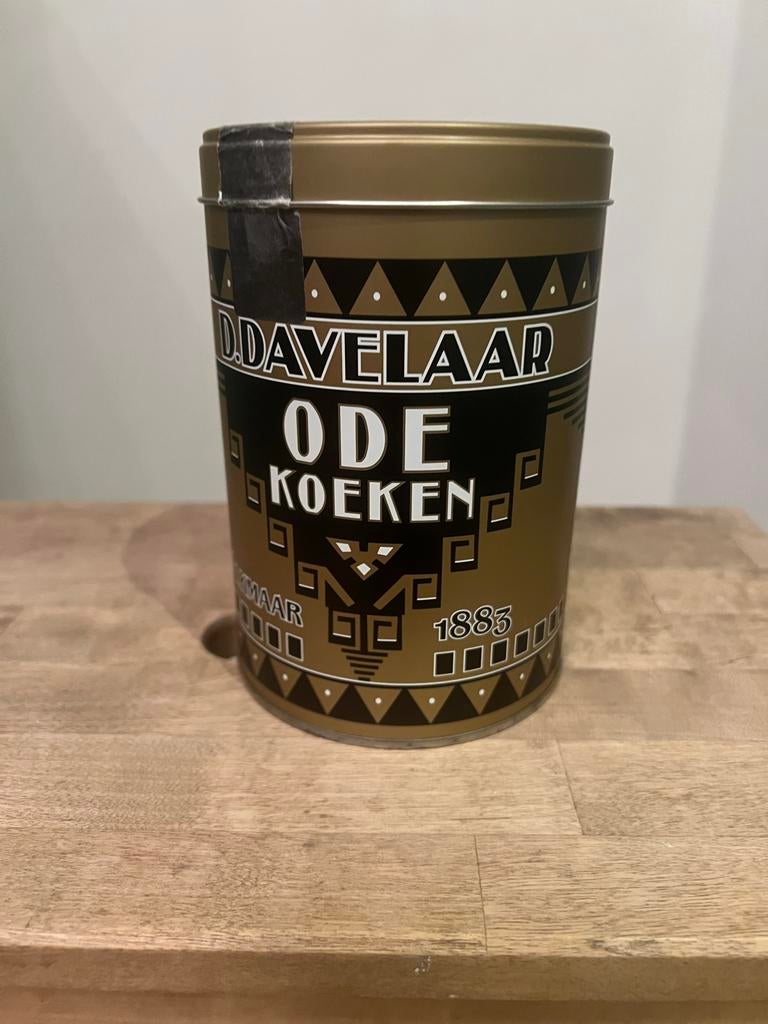 D.DAVELAAR
ODE
KOEKEN
1883